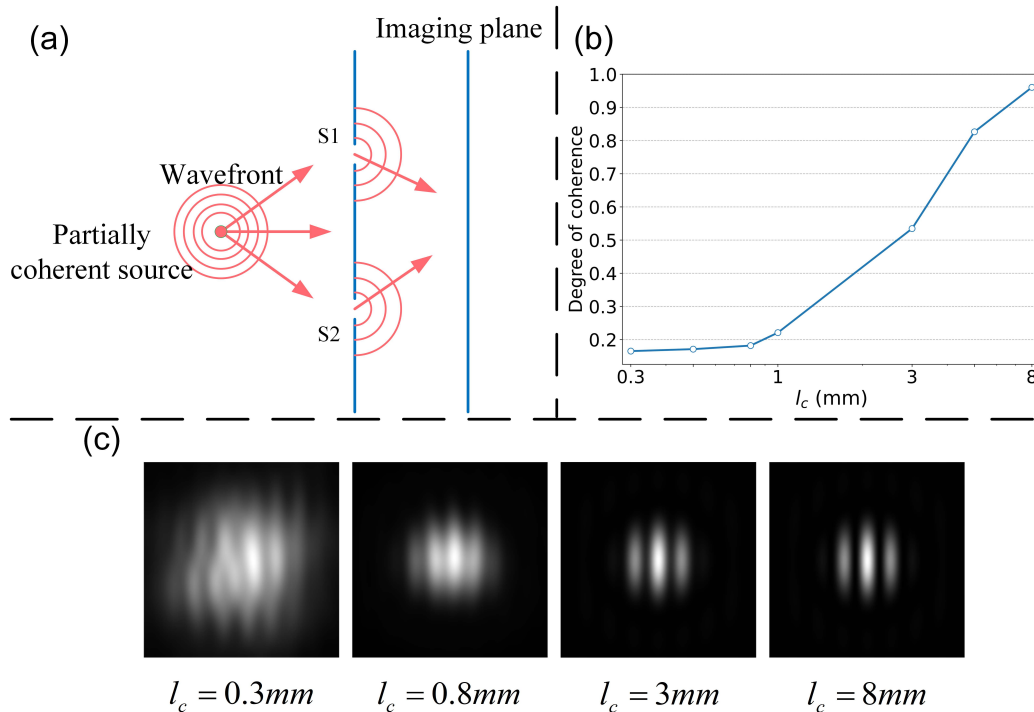 (a)
Imaging plane
S1
Wavefront
Partially
coherent source
S2
(b)
Degree of coherence
1.0
0.9
0.8
0.7
0.6
0.5
0.4
0.3
0.2
0.3
1
3
8
l_c (mm)
(c)
l_c = 0.3mm
l_c = 0.8mm
l_c = 3mm
l_c = 8mm